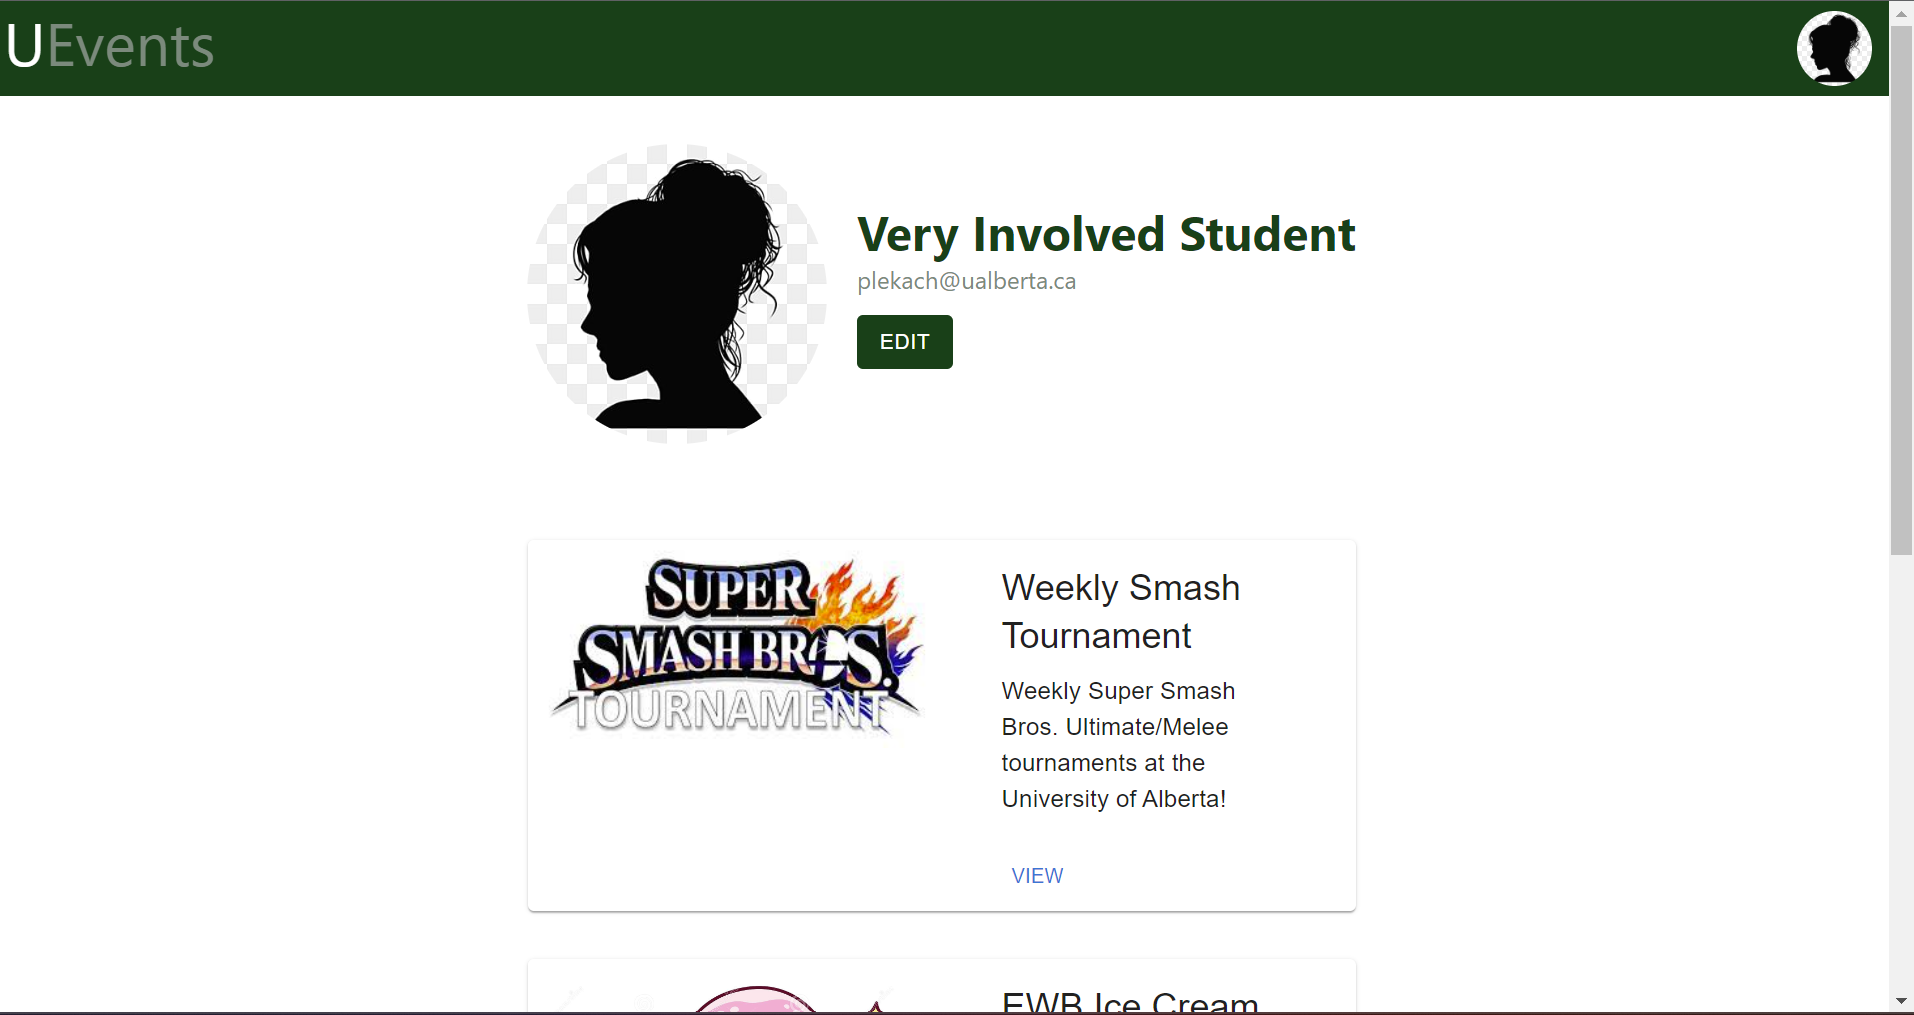 UEvents
Very Involved Student
plekach@ualberta.ca
EDIT
SUPER
SMASH BROS.
TOURNAMENT
Weekly Smash
Tournament
Weekly Super Smash
Bros. Ultimate/Melee
tournaments at the
University of Alberta!
VIEW
EWB Ice Cream